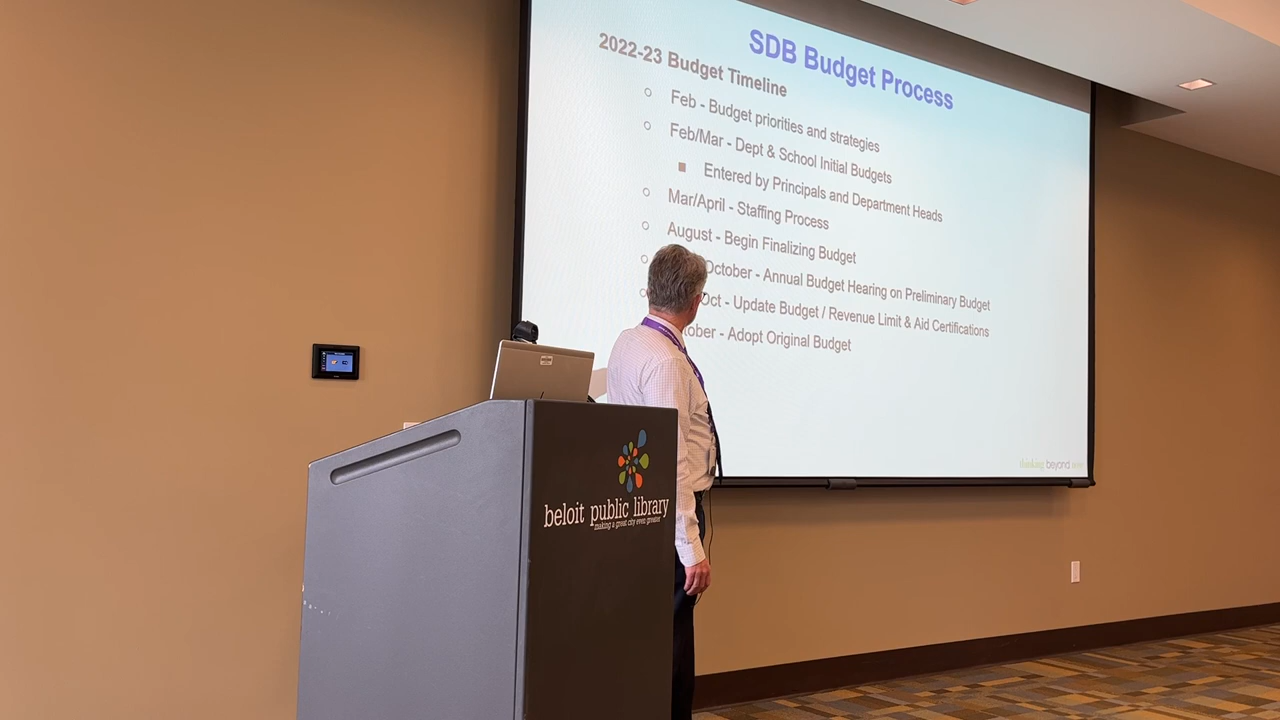 SDB Budget Process
2022-23 Budget Timeline
Feb - Budget priorities and strategies
Feb/Mar - Dept & School Initial Budgets
Entered by Principals and Department Heads
Mar/April - Staffing Process
August - Begin Finalizing Budget
October - Annual Budget Hearing on Preliminary Budget
Oct - Update Budget / Revenue Limit & Aid Certifications
ober - Adopt Original Budget
thinking beyond
beloit public library
making a great city even greater